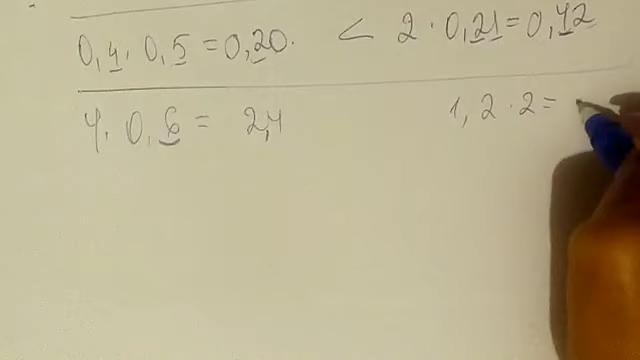 0,4 · 0,5 = 0,20. < 2 · 0,21 = 0,42
4 · 0,6 = 2,4 1,2 · 2 =